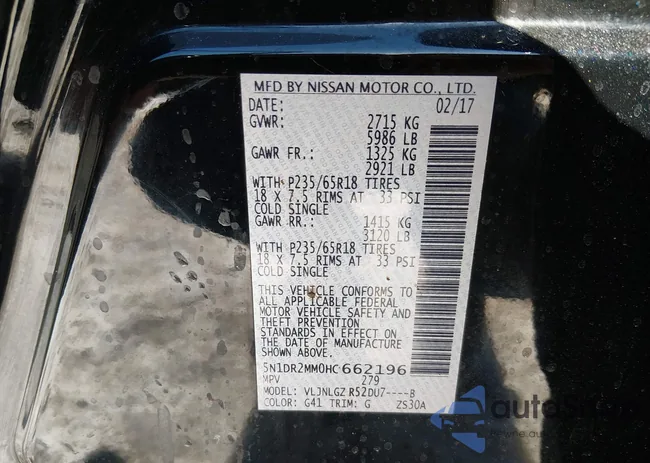 MFD BY NISSAN MOTOR CO., LTD.
DATE: 02/17
GVWR: 2715 KG
5986 LB
GAWR FR.: 1325 KG
2921 LB
WITH P235/65R18 TIRES
18 X 7.5 RIMS AT 33 PSI
COLD SINGLE
GAWR RR.: 1415 KG
3120 LB
WITH P235/65R18 TIRES
18 X 7.5 RIMS AT 33 PSI
COLD SINGLE
THIS VEHICLE CONFORMS TO
ALL APPLICABLE FEDERAL
MOTOR VEHICLE SAFETY AND
THEFT PREVENTION
STANDARDS IN EFFECT ON
THE DATE OF MANUFACTURE
SHOWN ABOVE.
5N1DR2MM0HC662196
MPV 279
MODEL: VLJNLGZ R52DU7----B
COLOR: G41 TRIM: G ZS30A